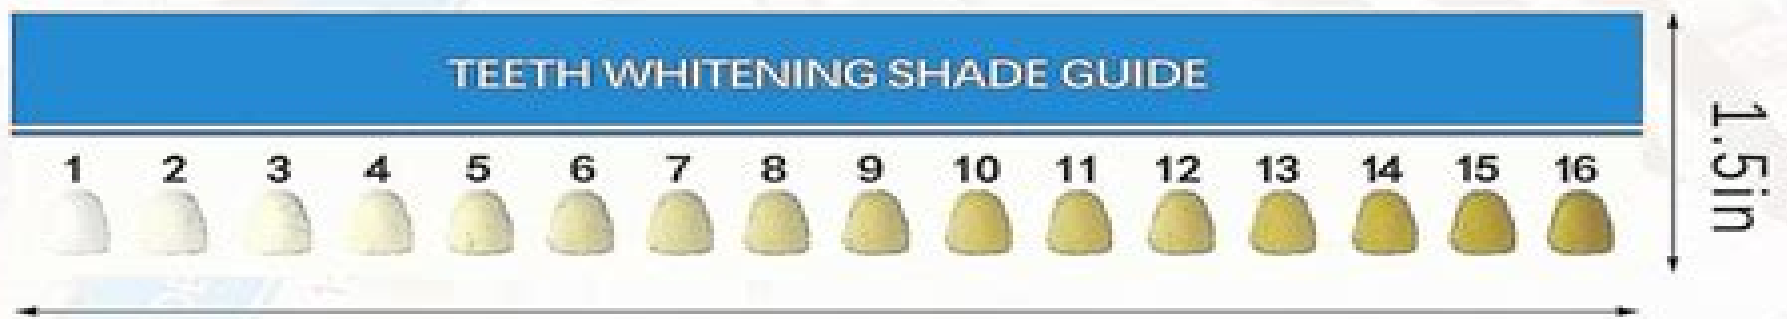 TEETH WHITENING SHADE GUIDE
1 2 3 4 5 6 7 8 9 10 11 12 13 14 15 16
1.5in